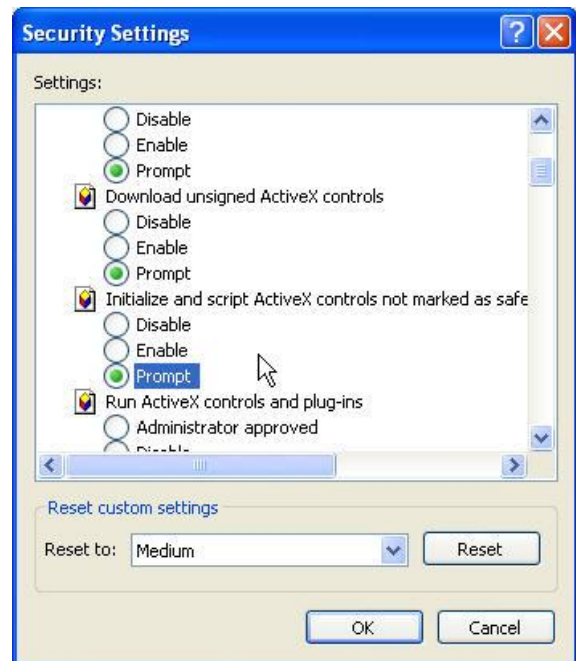 Security Settings
Settings:
Disable
Enable
Prompt
Download unsigned ActiveX controls
Disable
Enable
Prompt
Initialize and script ActiveX controls not marked as safe
Disable
Enable
Prompt
Run ActiveX controls and plug-ins
Administrator approved
Disable
Reset custom settings
Reset to: Medium Reset
OK Cancel